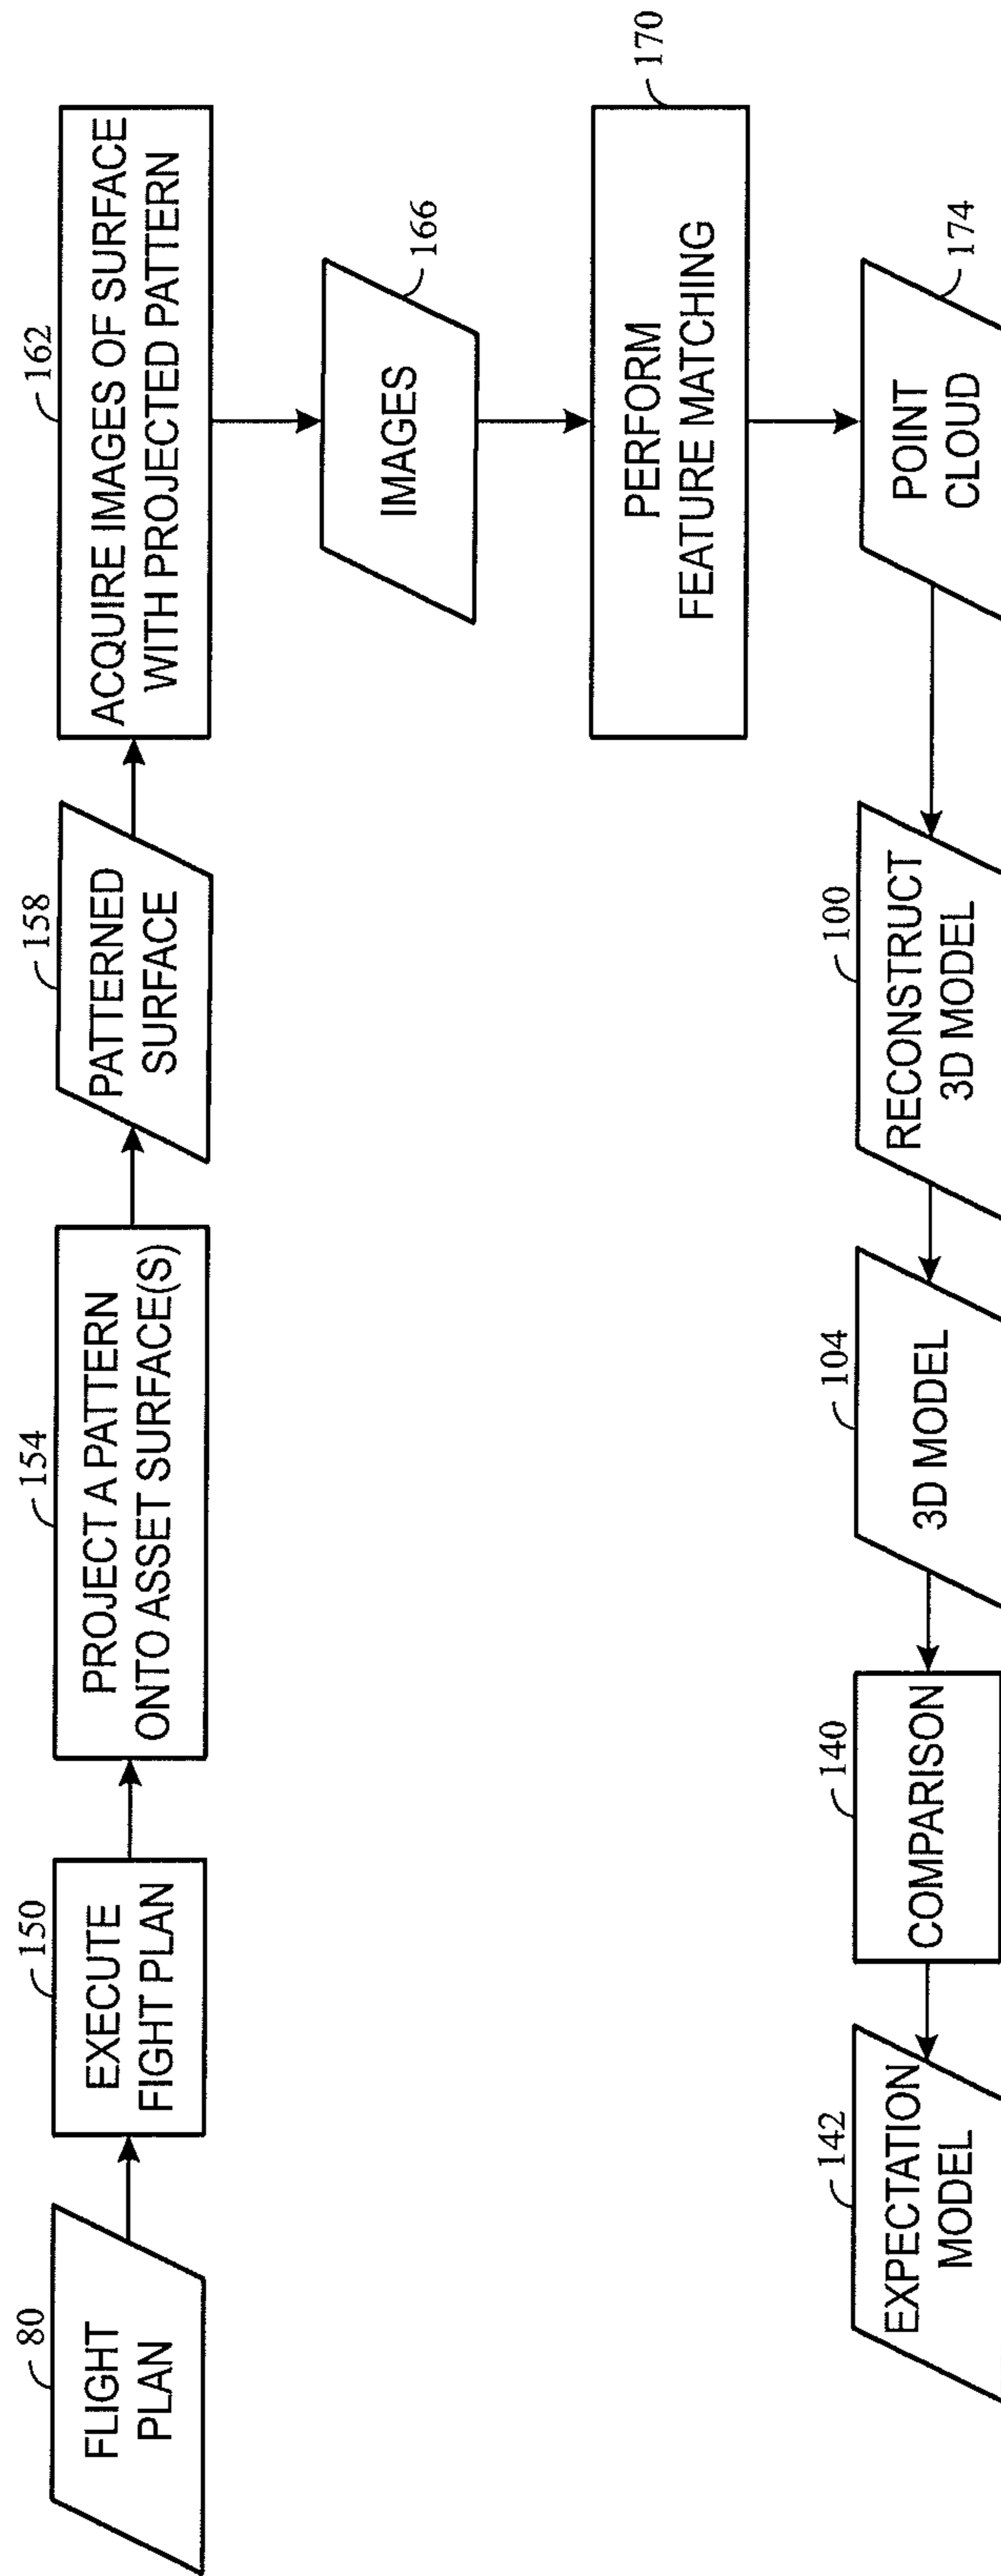 80
FLIGHT
PLAN
150
EXECUTE
FIGHT PLAN
154
PROJECT A PATTERN
ONTO ASSET SURFACE(S)
158
PATTERNED
SURFACE
162
ACQUIRE IMAGES OF SURFACE
WITH PROJECTED PATTERN
IMAGES
166
PERFORM
FEATURE MATCHING
170
POINT
CLOUD
174
100
RECONSTRUCT
3D MODEL
104
3D MODEL
140
COMPARISON
142
EXPECTATION
MODEL